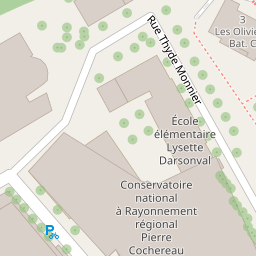 3
Les Olivie
Bat. C
Rue Thyde Monnier
École
élémentaire
Lysette
Darsonval
Conservatoire
national
à Rayonnement
régional
Pierre
Cochereau
P